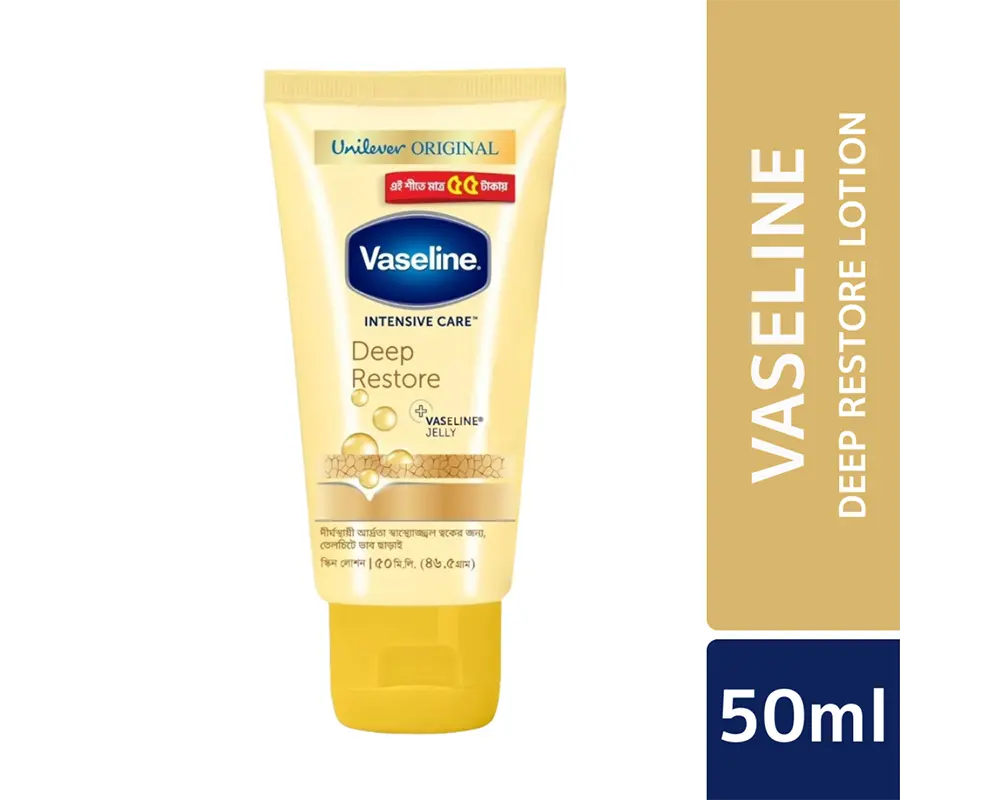 Unilever ORIGINAL
এই শীতে মাত্র ৫৫ টাকায়
Vaseline.
INTENSIVE CARE™
Deep
Restore
VASELINE®
JELLY
দীর্ঘস্থায়ী আর্দ্রতা স্বাস্থ্যোজ্জ্বল ত্বকের জন্য,
তেলচিটে ভাব ছাড়াই
স্কিন লোশন | ৫০ মি.লি. (৪৬.৫গ্রাম)
VASELINE
DEEP RESTORE LOTION
50ml